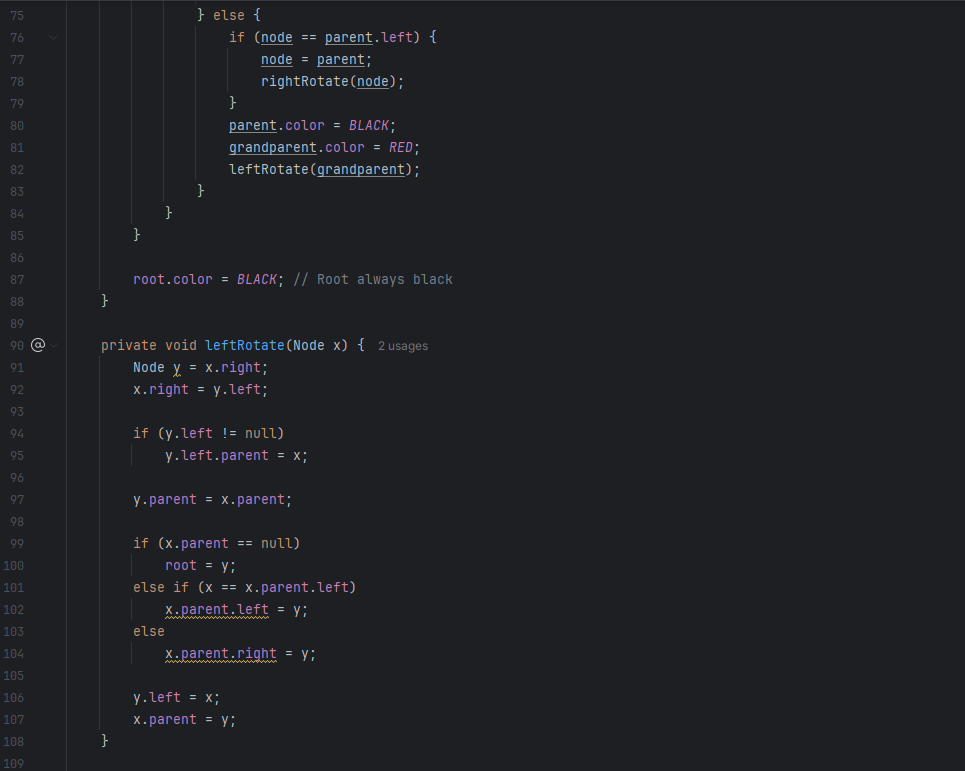 75 } else {
76 if (node == parent.left) {
77 node = parent;
78 rightRotate(node);
79 }
80 parent.color = BLACK;
81 grandparent.color = RED;
82 leftRotate(grandparent);
83 }
84 }
85 }
86
87 root.color = BLACK; // Root always black
88 }
89
90 @ private void leftRotate(Node x) { 2 usages
91 Node y = x.right;
92 x.right = y.left;
93
94 if (y.left != null)
95 y.left.parent = x;
96
97 y.parent = x.parent;
98
99 if (x.parent == null)
100 root = y;
101 else if (x == x.parent.left)
102 x.parent.left = y;
103 else
104 x.parent.right = y;
105
106 y.left = x;
107 x.parent = y;
108 }
109